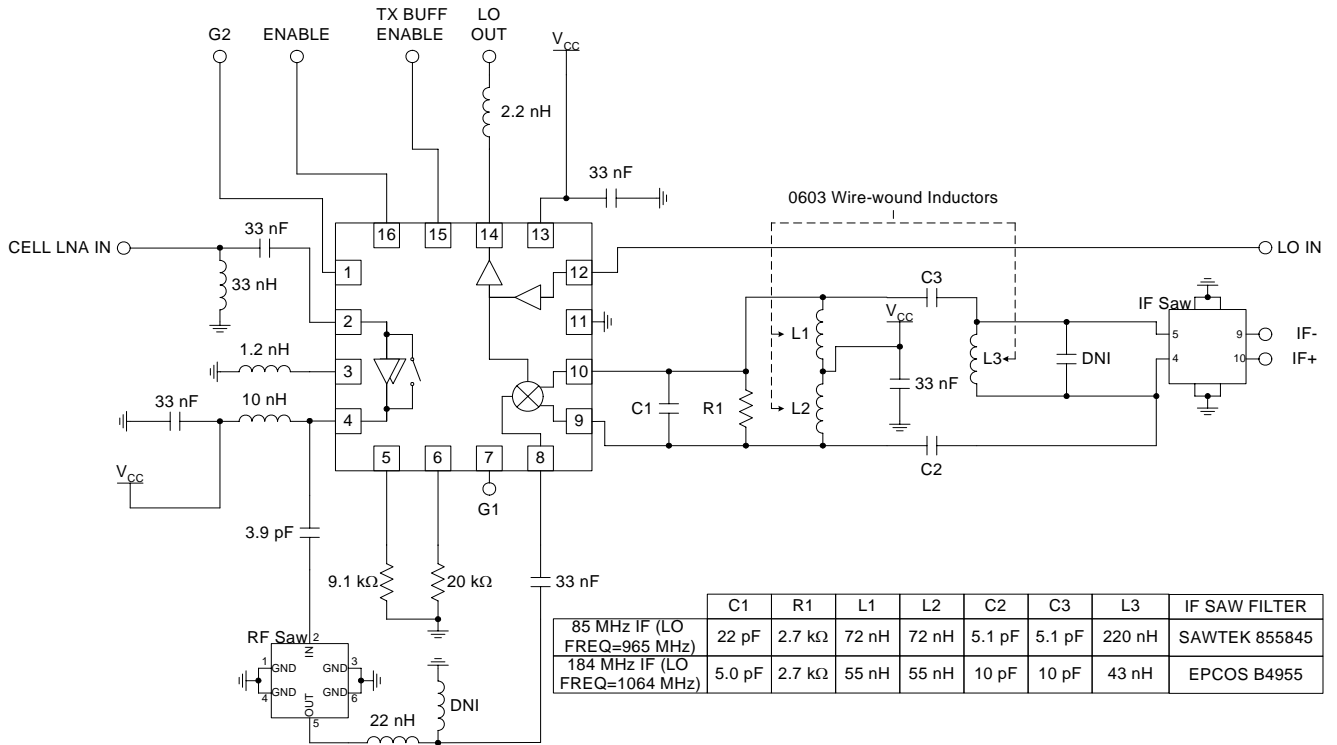 G2
ENABLE
TX BUFF
ENABLE
LO
OUT
VCC
2.2 nH
33 nF
0603 Wire-wound Inductors
CELL LNA IN
33 nF
16
15
14
13
LO IN
33 nH
1
12
C3
IF Saw
2
11
L1
VCC
5
9
IF-
1.2 nH
3
10
L3
DNI
4
10
IF+
33 nF
10 nH
4
9
C1
R1
L2
33 nF
C2
VCC
5
6
7
8
G1
3.9 pF
9.1 kΩ
20 kΩ
33 nF
RF Saw
2
IN
1
GND
GND
3
4
GND
GND
6
OUT
5
22 nH
DNI
C1 R1 L1 L2 C2 C3 L3 IF SAW FILTER
85 MHz IF (LO
FREQ=965 MHz)
22 pF 2.7 kΩ 72 nH 72 nH 5.1 pF 5.1 pF 220 nH SAWTEK 855845
184 MHz IF (LO
FREQ=1064 MHz)
5.0 pF 2.7 kΩ 55 nH 55 nH 10 pF 10 pF 43 nH EPCOS B4955